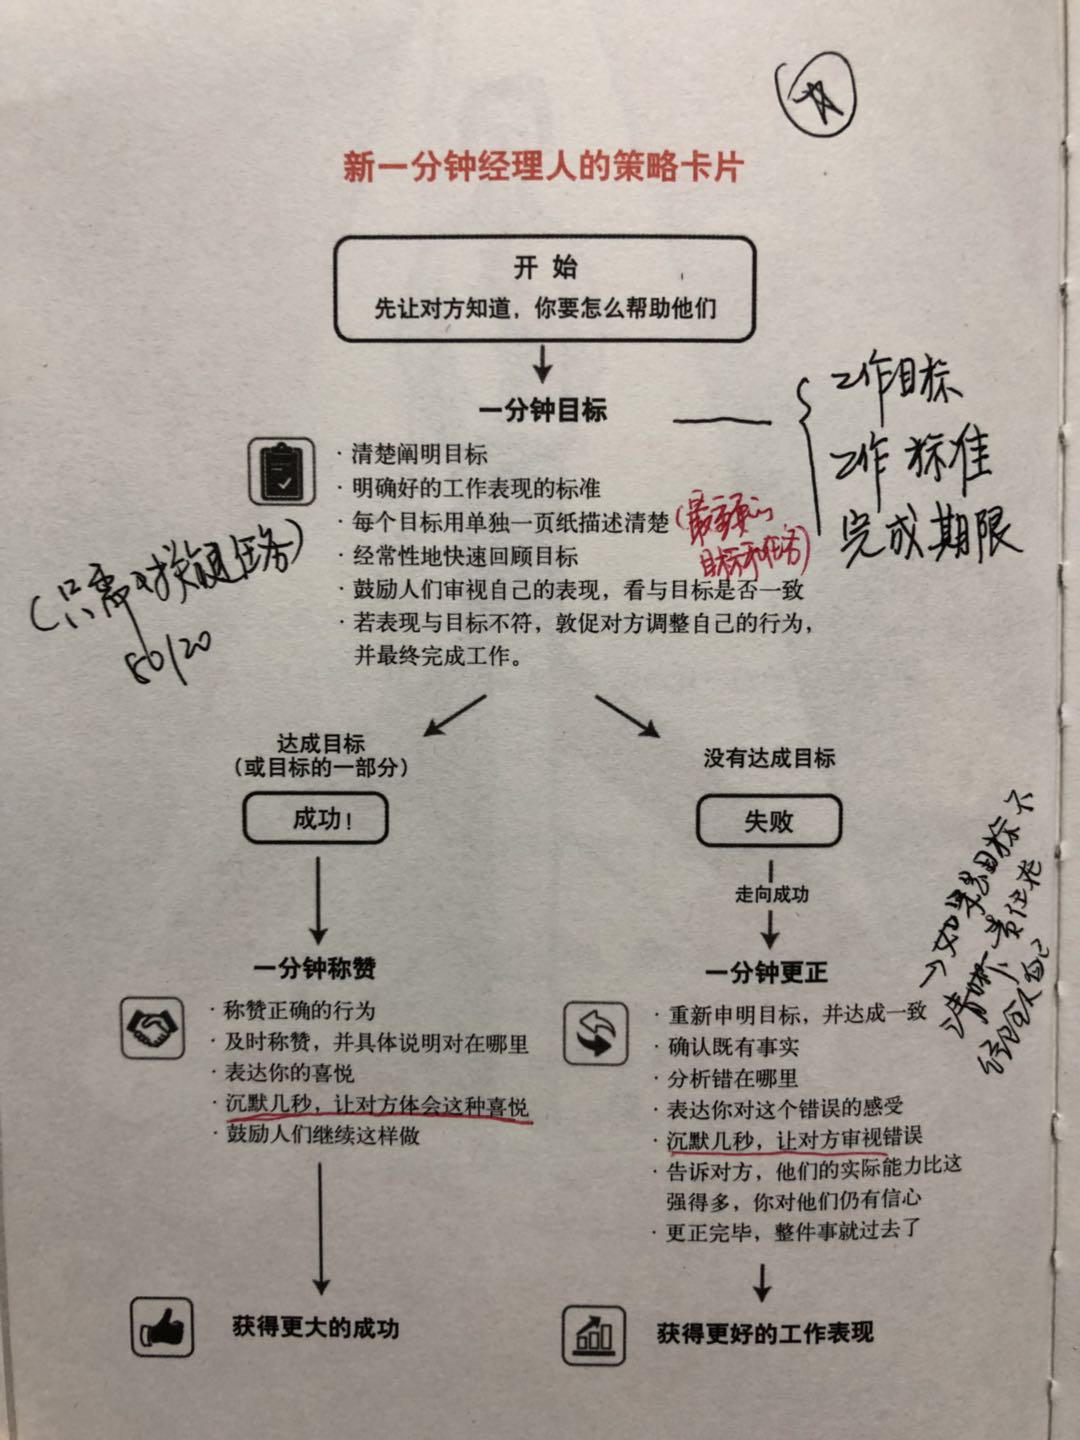 新一分钟经理人的策略卡片
开 始
先让对方知道，你要怎么帮助他们
一分钟目标
工作目标
工作标准
完成期限
· 清楚阐明目标
· 明确好的工作表现的标准
· 每个目标用单独一页纸描述清楚
(最重要的
目标和任务)
· 经常性地快速回顾目标
· 鼓励人们审视自己的表现，看与目标是否一致
· 若表现与目标不符，敦促对方调整自己的行为，
并最终完成工作。
(只需对关键任务)
80/20
达成目标
（或目标的一部分）
成功！
一分钟称赞
· 称赞正确的行为
· 及时称赞，并具体说明对在哪里
· 表达你的喜悦
· 沉默几秒，让对方体会这种喜悦
· 鼓励人们继续这样做
获得更大的成功
没有达成目标
失败
走向成功
一分钟更正
· 重新申明目标，并达成一致
· 确认既有事实
· 分析错在哪里
· 表达你对这个错误的感受
· 沉默几秒，让对方审视错误
· 告诉对方，他们的实际能力比这
强得多，你对他们仍有信心
· 更正完毕，整件事就过去了
→如果目标不
清晰、责任在
经理人自己
获得更好的工作表现